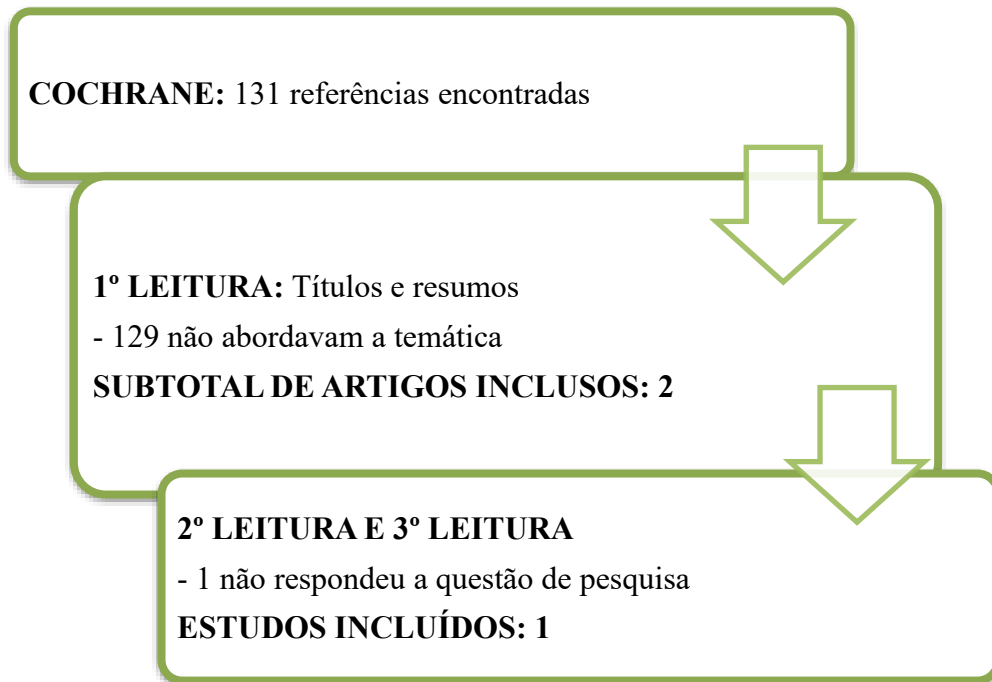 COCHRANE: 131 referências encontradas
1º LEITURA: Títulos e resumos
- 129 não abordavam a temática
SUBTOTAL DE ARTIGOS INCLUSOS: 2
2º LEITURA E 3º LEITURA
- 1 não respondeu a questão de pesquisa
ESTUDOS INCLUÍDOS: 1